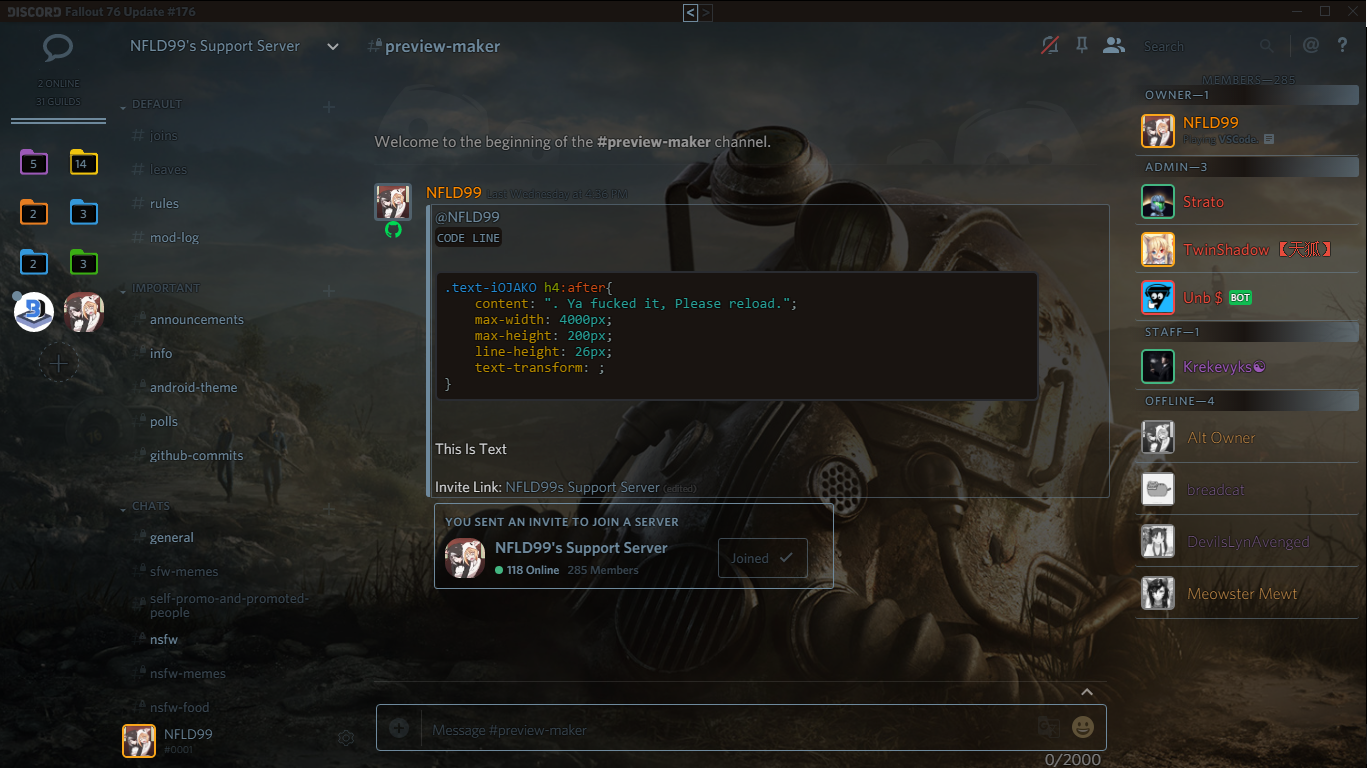 DISCORD Fallout 76 Update #176
< >
2 ONLINE
31 GUILDS
5
14
2
3
2
3
NFLD99's Support Server
DEFAULT
joins
leaves
rules
mod-log
IMPORTANT
announcements
info
android-theme
polls
github-commits
CHATS
general
sfw-memes
self-promo-and-promoted-
people
nsfw
nsfw-memes
nsfw-food
NFLD99
#0001
#preview-maker
Search
@ ?
Welcome to the beginning of the #preview-maker channel.
NFLD99 Last Wednesday at 4:36 PM
@NFLD99
CODE LINE
.text-iOJAKO h4:after{
content: ". Ya fucked it, Please reload.";
max-width: 4000px;
max-height: 200px;
line-height: 26px;
text-transform: ;
}
This Is Text
Invite Link: NFLD99s Support Server (edited)
YOU SENT AN INVITE TO JOIN A SERVER
NFLD99's Support Server
118 Online 285 Members
Joined
Message #preview-maker
0/2000
MEMBERS—285
OWNER—1
NFLD99
Playing VSCode.
ADMIN—3
Strato
TwinShadow 【天狐】
Unb $ BOT
STAFF—1
Krekevyks☯
OFFLINE—4
Alt Owner
breadcat
DevilsLynAvenged
Meowster Mewt